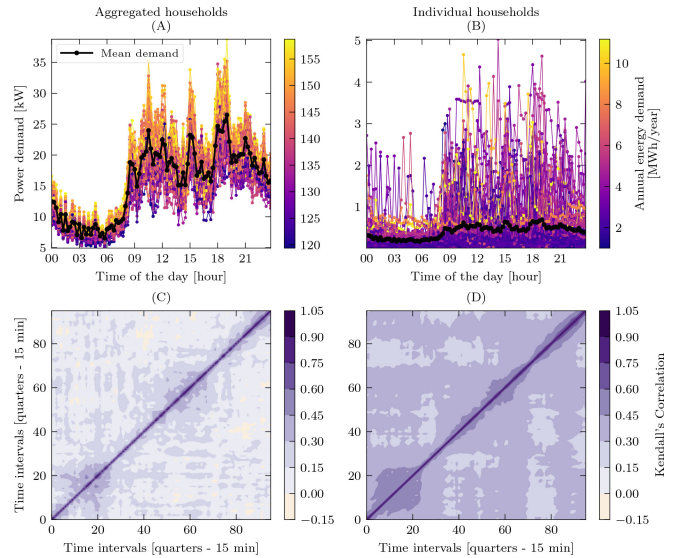 Aggregated households
(A)
Individual households
(B)
Mean demand
Power demand [kW]
40
35
30
25
20
15
10
5
00 03 06 09 12 15 18 21
Time of the day [hour]
155
150
145
140
135
130
125
120
5
4
3
2
1
00 03 06 09 12 15 18 21
Time of the day [hour]
10
8
6
4
2
Annual energy demand
[MWh/year]
(C)
(D)
Time intervals [quarters - 15 min]
80
60
40
20
0
0 20 40 60 80
Time intervals [quarters - 15 min]
1.05
0.90
0.75
0.60
0.45
0.30
0.15
0.00
−0.15
80
60
40
20
0
0 20 40 60 80
Time intervals [quarters - 15 min]
1.05
0.90
0.75
0.60
0.45
0.30
0.15
0.00
−0.15
Kendall's Correlation